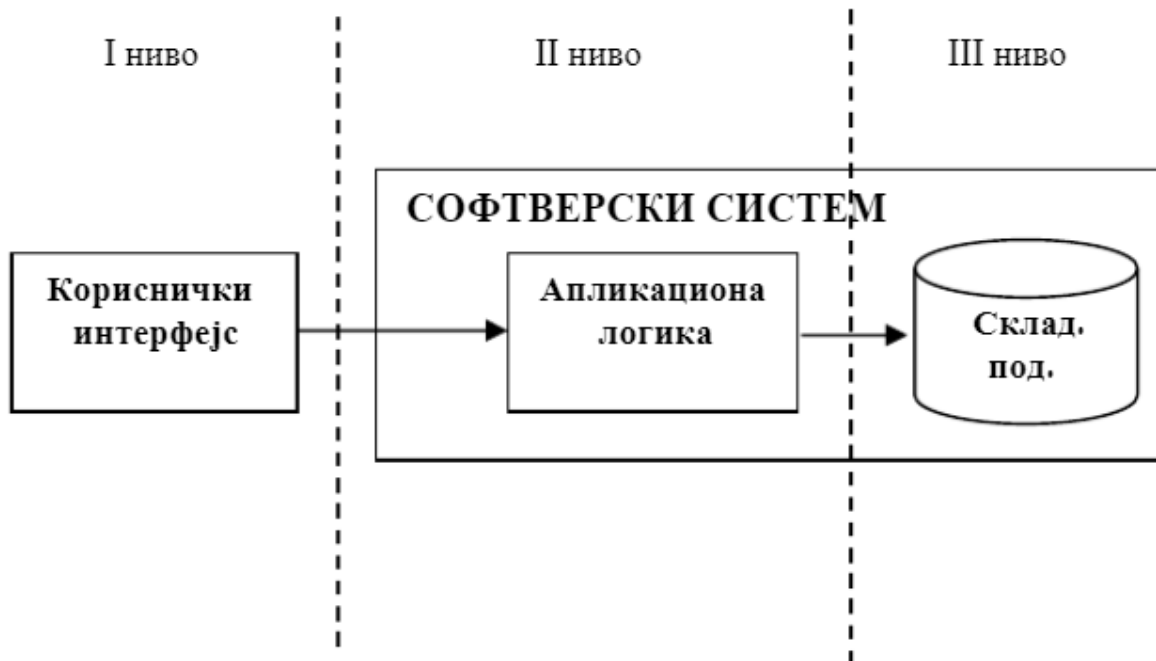 I ниво
II ниво
III ниво
СОФТВЕРСКИ СИСТЕМ
Кориснички
интерфејс
Апликациона
логика
Склад.
под.